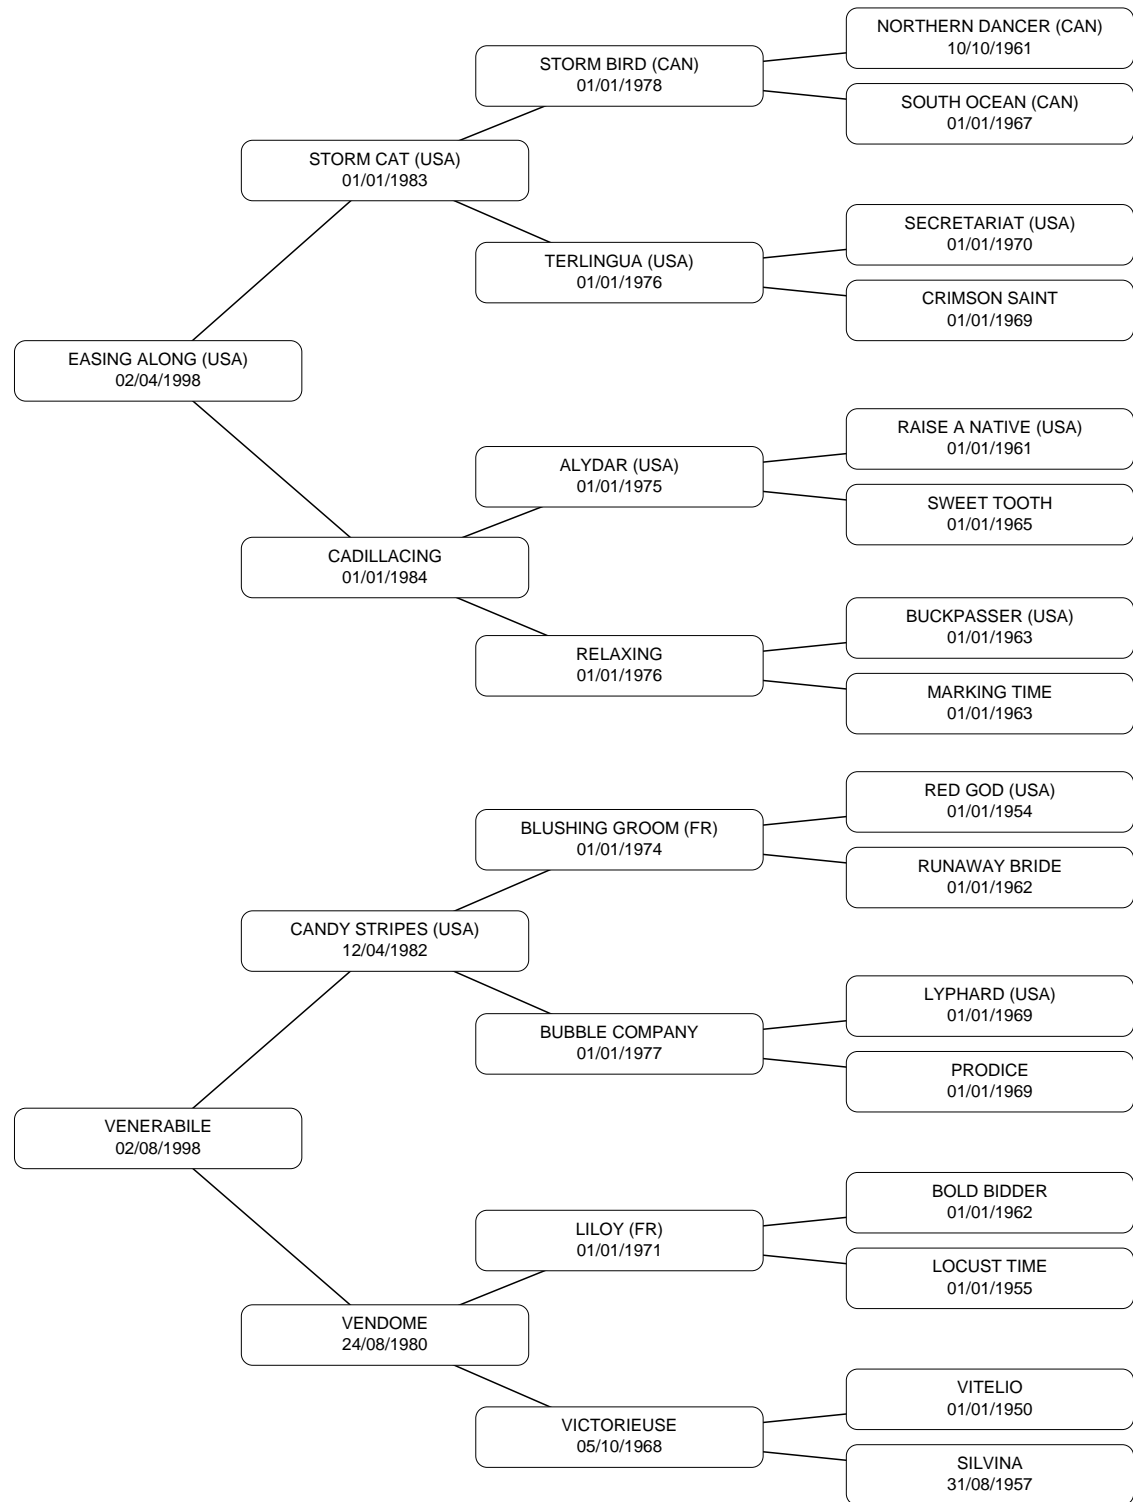 NORTHERN DANCER (CAN)
10/10/1961
STORM BIRD (CAN)
01/01/1978
SOUTH OCEAN (CAN)
01/01/1967
STORM CAT (USA)
01/01/1983
SECRETARIAT (USA)
01/01/1970
TERLINGUA (USA)
01/01/1976
CRIMSON SAINT
01/01/1969
EASING ALONG (USA)
02/04/1998
RAISE A NATIVE (USA)
01/01/1961
ALYDAR (USA)
01/01/1975
SWEET TOOTH
01/01/1965
CADILLACING
01/01/1984
BUCKPASSER (USA)
01/01/1963
RELAXING
01/01/1976
MARKING TIME
01/01/1963
RED GOD (USA)
01/01/1954
BLUSHING GROOM (FR)
01/01/1974
RUNAWAY BRIDE
01/01/1962
CANDY STRIPES (USA)
12/04/1982
LYPHARD (USA)
01/01/1969
BUBBLE COMPANY
01/01/1977
PRODICE
01/01/1969
VENERABILE
02/08/1998
BOLD BIDDER
01/01/1962
LILOY (FR)
01/01/1971
LOCUST TIME
01/01/1955
VENDOME
24/08/1980
VITELIO
01/01/1950
VICTORIEUSE
05/10/1968
SILVINA
31/08/1957